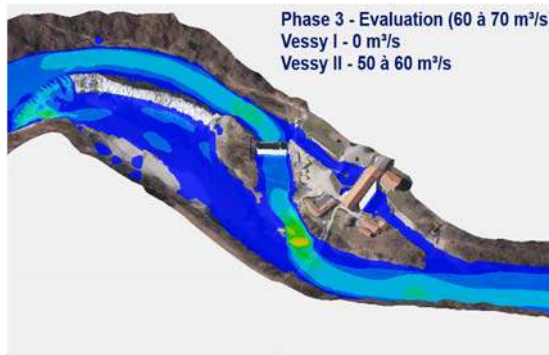 Phase 3 - Evaluation (60 à 70 m³/s
Vessy I - 0 m³/s
Vessy II - 50 à 60 m³/s